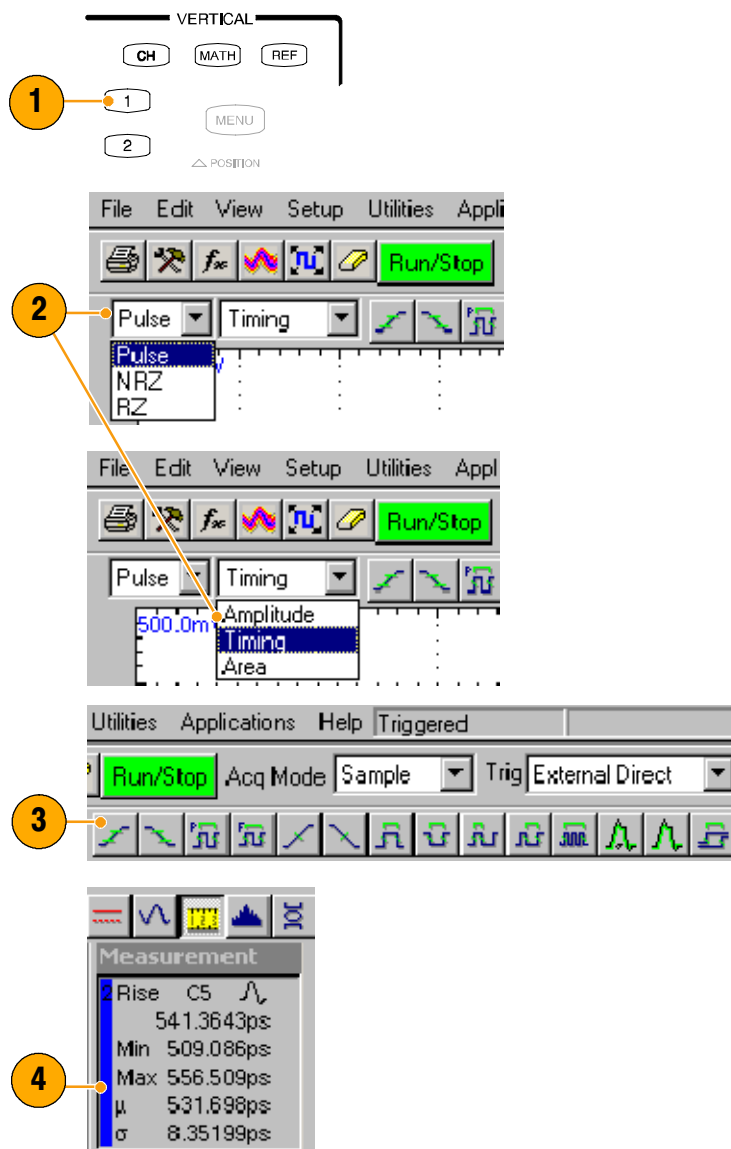 VERTICAL
CH MATH REF
1 1
MENU
2
△ POSITION
File Edit View Setup Utilities Appli
Run/Stop
2 Pulse Timing
Pulse
NRZ
RZ
File Edit View Setup Utilities Appl
Run/Stop
Pulse Timing
500.0m Amplitude
Timing
Area
Utilities Applications Help Triggered
Run/Stop Acq Mode Sample Trig External Direct
3
Measurement
2 Rise C5
541.3643ps
Min 509.086ps
4 Max 556.509ps
μ 531.698ps
σ 8.35199ps